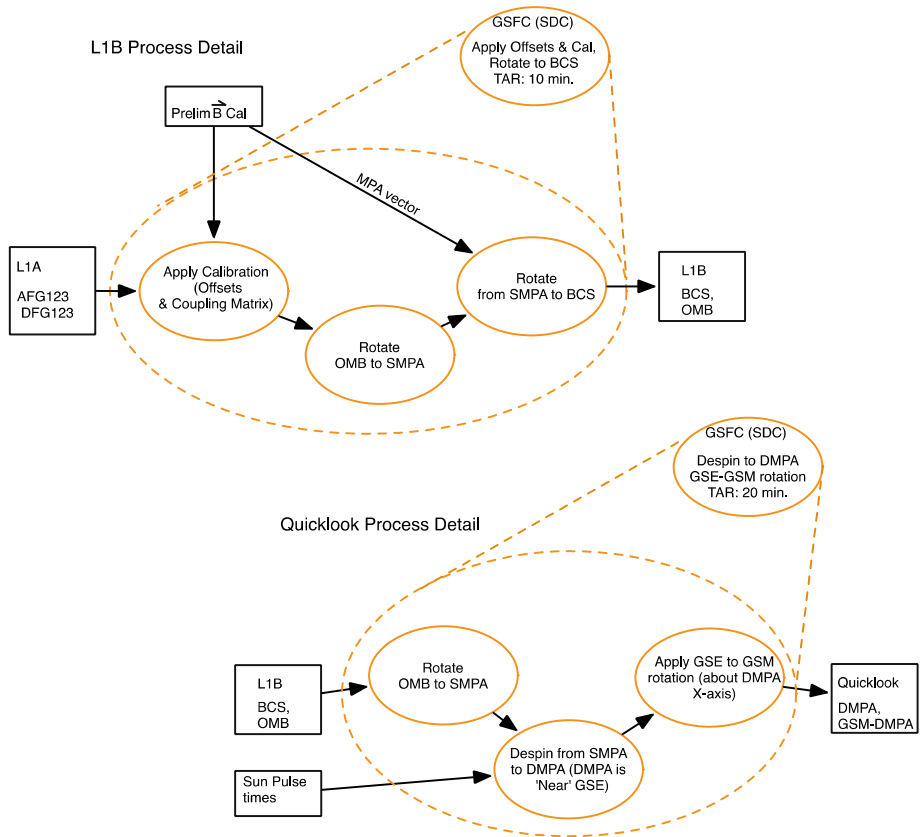 L1B Process Detail
GSFC (SDC)
Apply Offsets & Cal,
Rotate to BCS
TAR: 10 min.
Prelim B Cal
MPA vector
L1A
AFG123
DFG123
Apply Calibration
(Offsets
& Coupling Matrix)
Rotate
OMB to SMPA
Rotate
from SMPA to BCS
L1B
BCS,
OMB
GSFC (SDC)
Despin to DMPA
GSE-GSM rotation
TAR: 20 min.
Quicklook Process Detail
L1B
BCS,
OMB
Rotate
OMB to SMPA
Apply GSE to GSM
rotation (about DMPA
X-axis)
Quicklook
DMPA,
GSM-DMPA
Despin from SMPA
to DMPA (DMPA is
'Near' GSE)
Sun Pulse
times